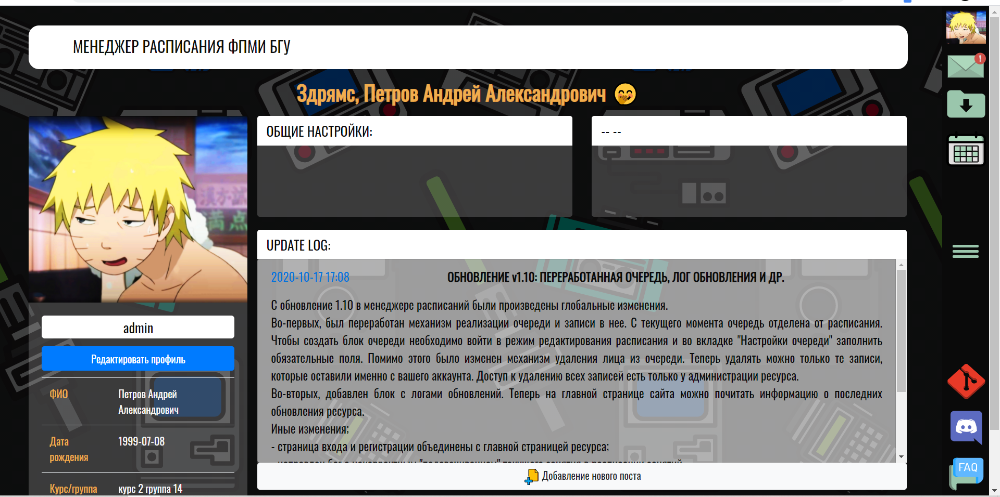 МЕНЕДЖЕР РАСПИСАНИЯ ФПМИ БГУ
Здрямс, Петров Андрей Александрович
ОБЩИЕ НАСТРОЙКИ:
-- --
admin
Редактировать профиль
ФИО Петров Андрей
Александрович
Дата 1999-07-08
рождения
Курс/группа курс 2 группа 14
UPDATE LOG:
2020-10-17 17:08 ОБНОВЛЕНИЕ v1.10: ПЕРЕРАБОТАННАЯ ОЧЕРЕДЬ, ЛОГ ОБНОВЛЕНИЯ И ДР.
С обновление 1.10 в менеджере расписаний были произведены глобальные изменения.
Во-первых, был переработан механизм реализации очереди и записи в нее. С текущего момента очередь отделена от расписания.
Чтобы создать блок очереди необходимо войти в режим редактирования расписания и во вкладке "Настройки очереди" заполнить
обязательные поля. Помимо этого было изменен механизм удаления лица из очереди. Теперь удалять можно только те записи,
которые оставили именно с вашего аккаунта. Доступ к удалению всех записей есть только у администрации ресурса.
Во-вторых, добавлен блок с логами обновлений. Теперь на главной странице сайта можно почитать информацию о последних
обновления ресурса.
Иные изменения;
- страница входа и регистрации объединены с главной страницей ресурса;
Добавление нового поста
FAQ